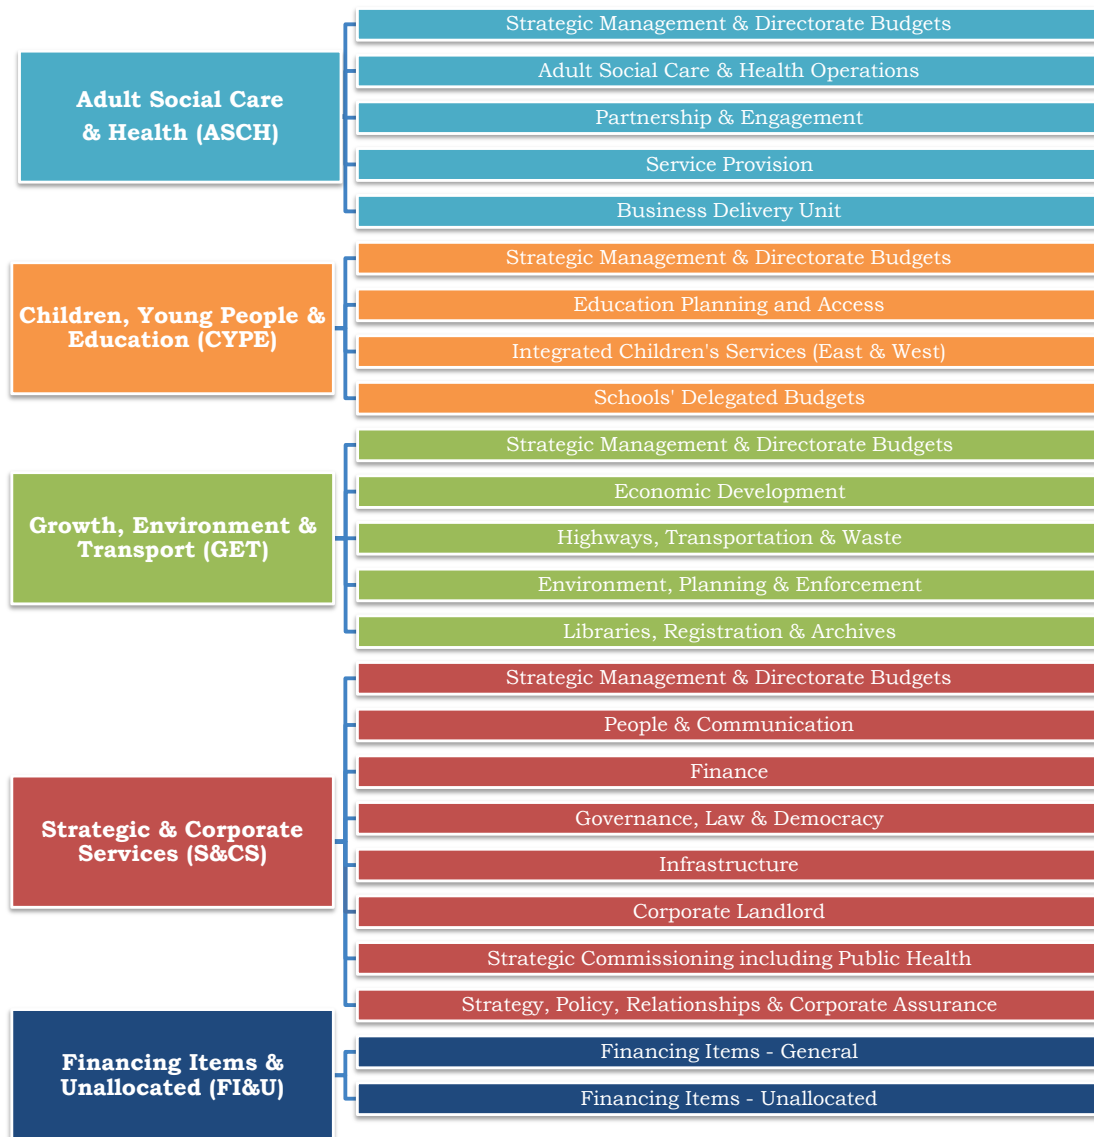 Adult Social Care
& Health (ASCH)
Strategic Management & Directorate Budgets
Adult Social Care & Health Operations
Partnership & Engagement
Service Provision
Business Delivery Unit
Children, Young People &
Education (CYPE)
Strategic Management & Directorate Budgets
Education Planning and Access
Integrated Children's Services (East & West)
Schools' Delegated Budgets
Growth, Environment &
Transport (GET)
Strategic Management & Directorate Budgets
Economic Development
Highways, Transportation & Waste
Environment, Planning & Enforcement
Libraries, Registration & Archives
Strategic & Corporate
Services (S&CS)
Strategic Management & Directorate Budgets
People & Communication
Finance
Governance, Law & Democracy
Infrastructure
Corporate Landlord
Strategic Commissioning including Public Health
Strategy, Policy, Relationships & Corporate Assurance
Financing Items &
Unallocated (FI&U)
Financing Items - General
Financing Items - Unallocated